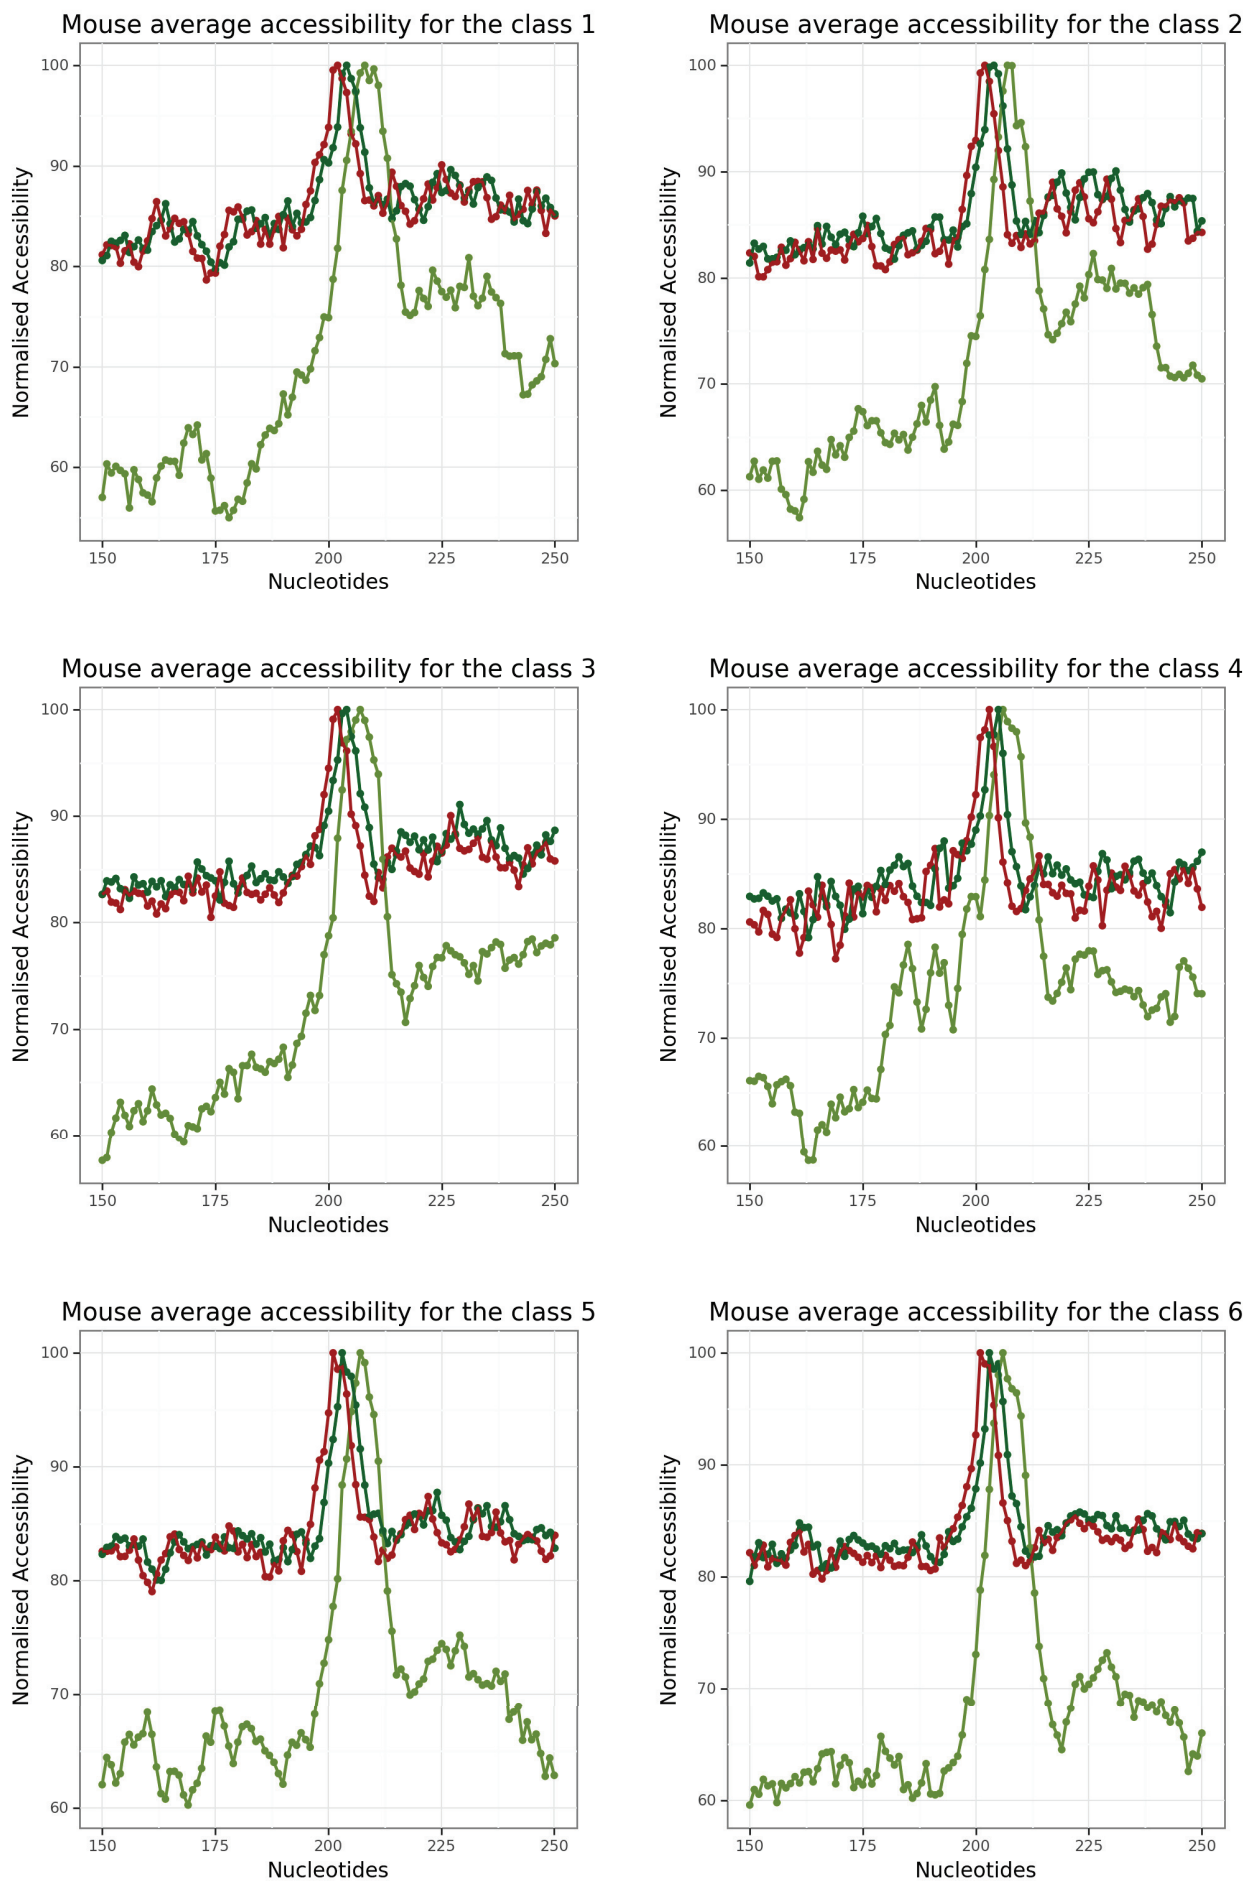 Mouse average accessibility for the class 1
Normalised Accessibility
100
90
80
70
60
150 175 200 225 250
Nucleotides
Mouse average accessibility for the class 2
Normalised Accessibility
100
90
80
70
60
150 175 200 225 250
Nucleotides
Mouse average accessibility for the class 3
Normalised Accessibility
100
90
80
70
60
150 175 200 225 250
Nucleotides
Mouse average accessibility for the class 4
Normalised Accessibility
100
90
80
70
60
150 175 200 225 250
Nucleotides
Mouse average accessibility for the class 5
Normalised Accessibility
100
90
80
70
60
150 175 200 225 250
Nucleotides
Mouse average accessibility for the class 6
Normalised Accessibility
100
90
80
70
60
150 175 200 225 250
Nucleotides